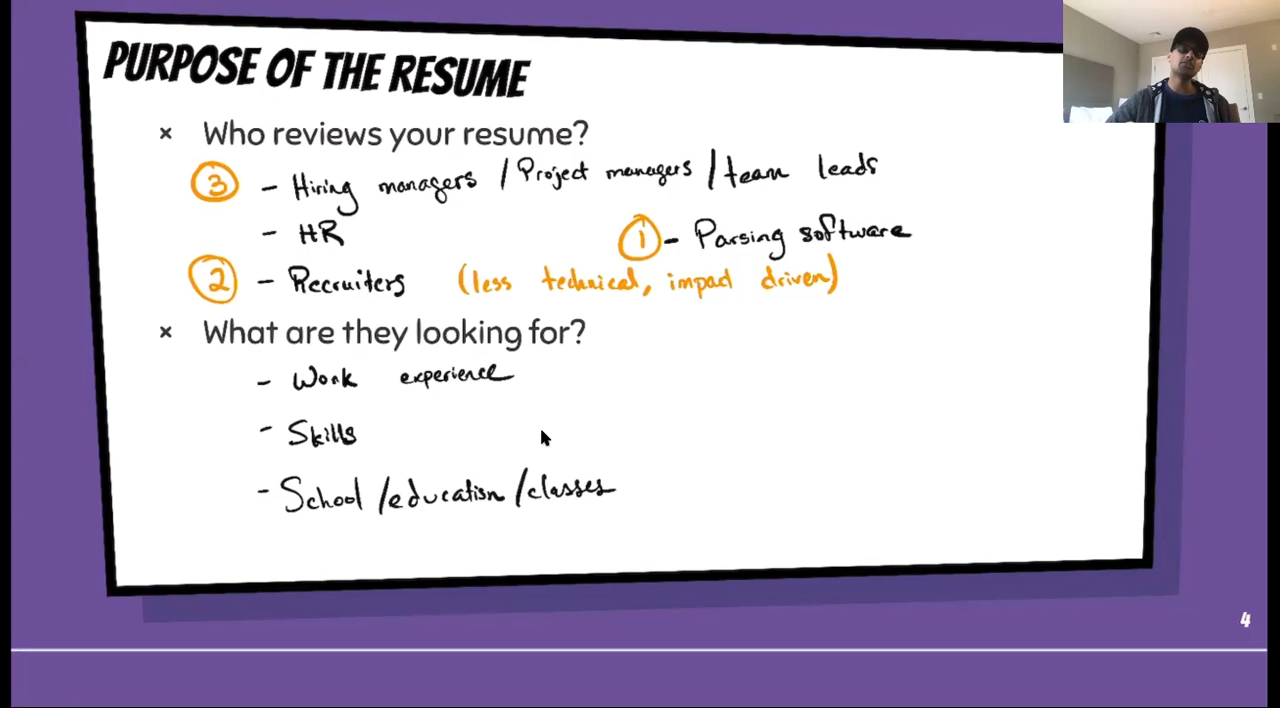 PURPOSE OF THE RESUME
× Who reviews your resume?
3 - Hiring managers / Project managers / team leads
- HR 1 - Parsing software
2 - Recruiters (less technical, impact driven)
× What are they looking for?
- Work experience
- Skills
- School / education / classes
4